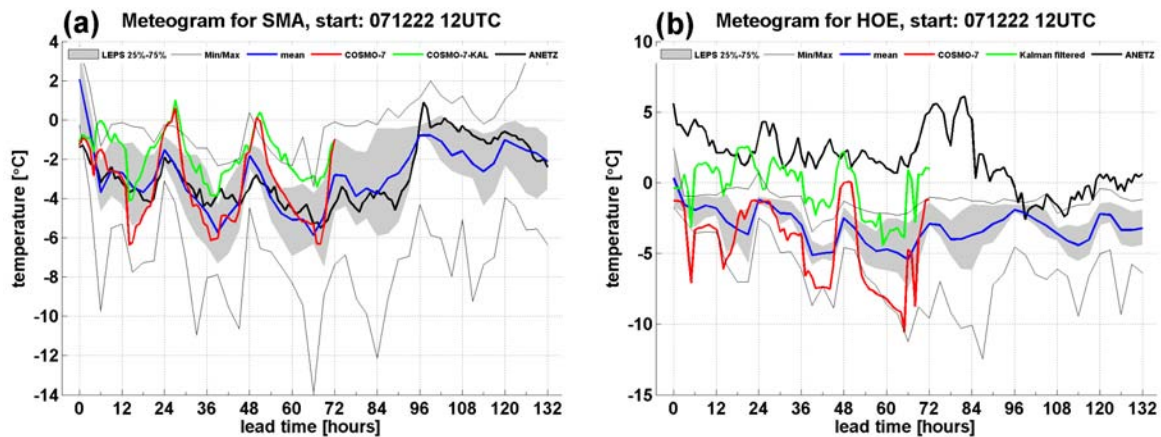 (a) Meteogram for SMA, start: 071222 12UTC
LEPS 25%-75% Min/Max mean COSMO-7 COSMO-7-KAL ANETZ
temperature [°C]
4
2
0
-2
-4
-6
-8
-10
-12
-14
0 12 24 36 48 60 72 84 96 108 120 132
lead time [hours]
(b) Meteogram for HOE, start: 071222 12UTC
LEPS 25%-75% Min/Max mean COSMO-7 Kalman filtered ANETZ
temperature [°C]
10
5
0
-5
-10
-15
0 12 24 36 48 60 72 84 96 108 120 132
lead time [hours]